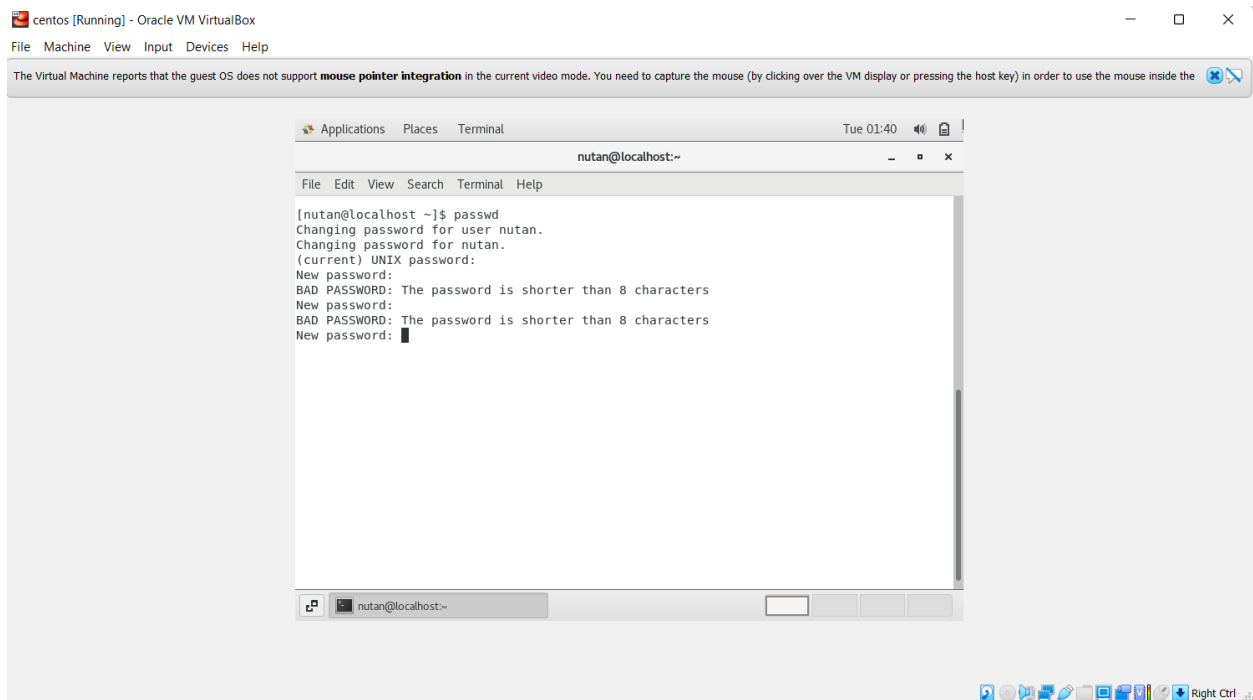 centos [Running] - Oracle VM VirtualBox
File Machine View Input Devices Help
The Virtual Machine reports that the guest OS does not support mouse pointer integration in the current video mode. You need to capture the mouse (by clicking over the VM display or pressing the host key) in order to use the mouse inside the
Applications Places Terminal Tue 01:40
nutan@localhost:~
File Edit View Search Terminal Help
[nutan@localhost ~]$ passwd
Changing password for user nutan.
Changing password for nutan.
(current) UNIX password:
New password:
BAD PASSWORD: The password is shorter than 8 characters
New password:
BAD PASSWORD: The password is shorter than 8 characters
New password:
nutan@localhost:~
Right Ctrl